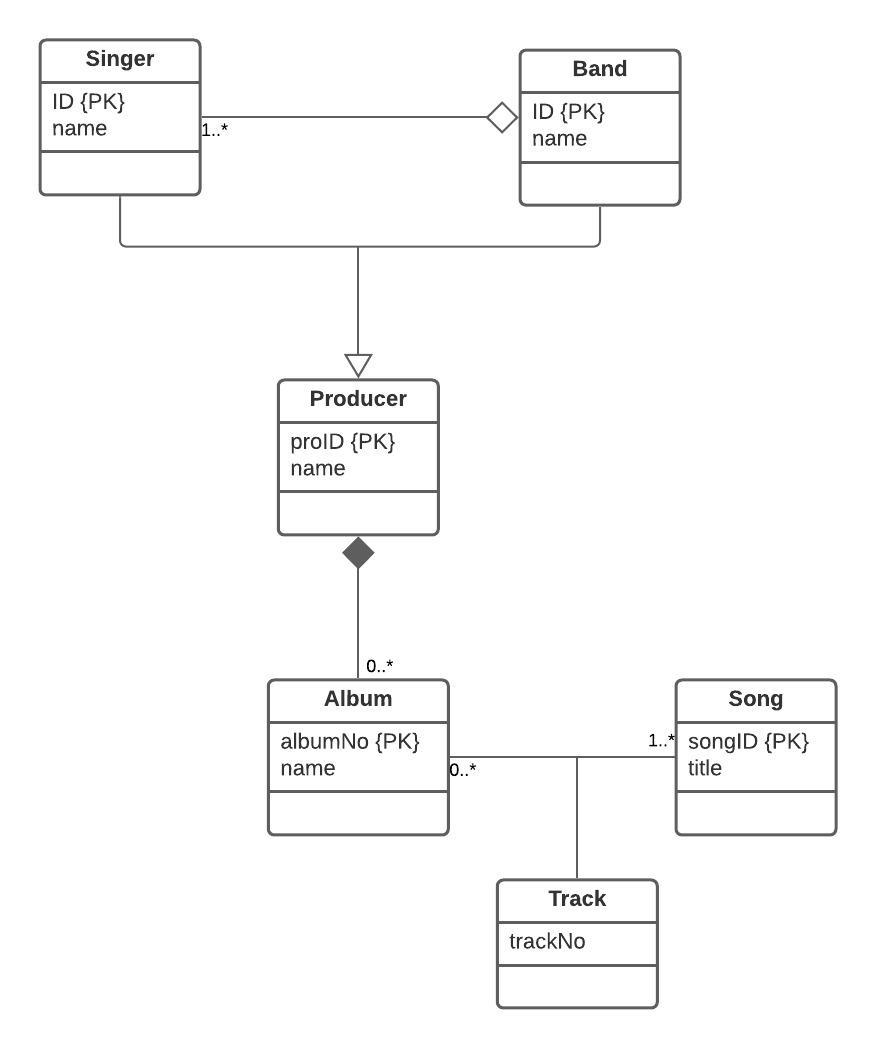 Singer
ID {PK}
name
1..*
Band
ID {PK}
name
Producer
proID {PK}
name
0..*
Album
albumNo {PK}
name
0..*
1..*
Song
songID {PK}
title
Track
trackNo